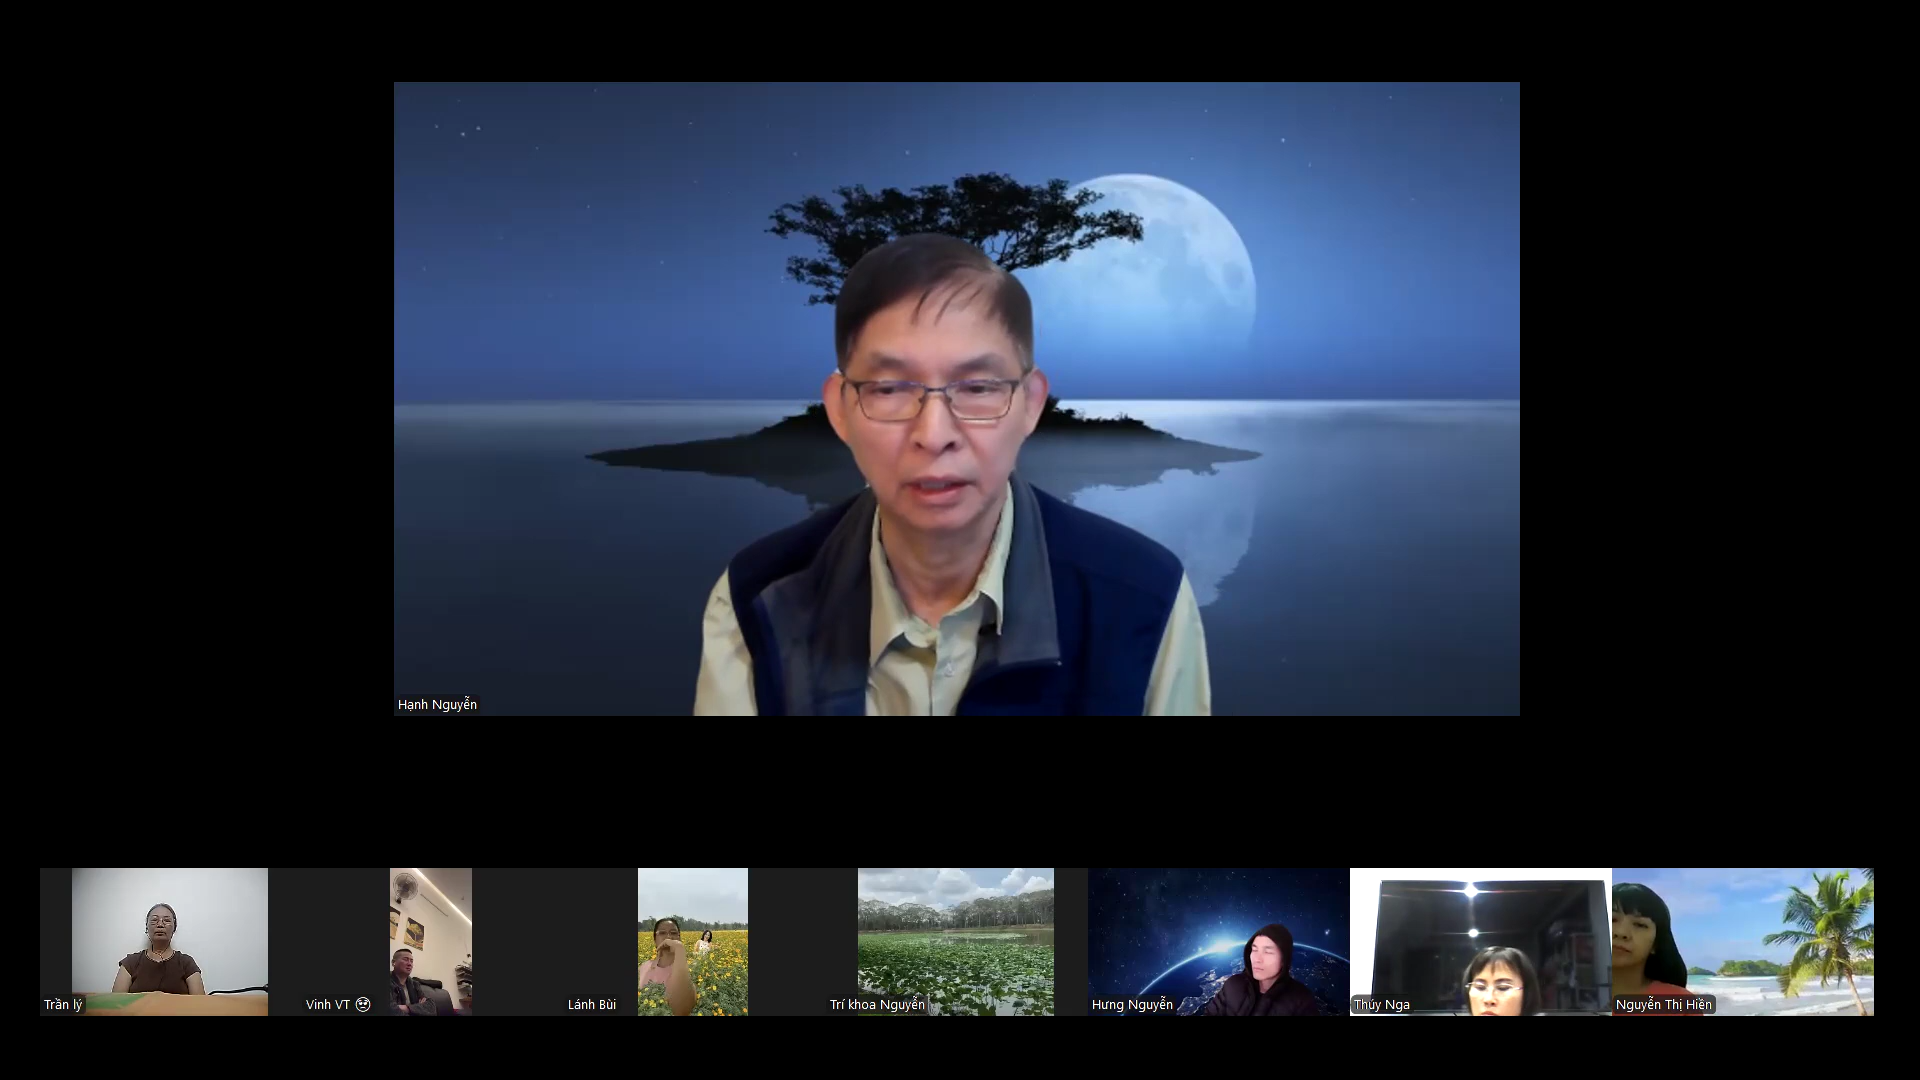 Hạnh Nguyễn
Trần lý
Vinh VT 😍
Lánh Bùi
Trí khoa Nguyễn
Hưng Nguyễn
Thúy Nga
Nguyễn Thị Hiền